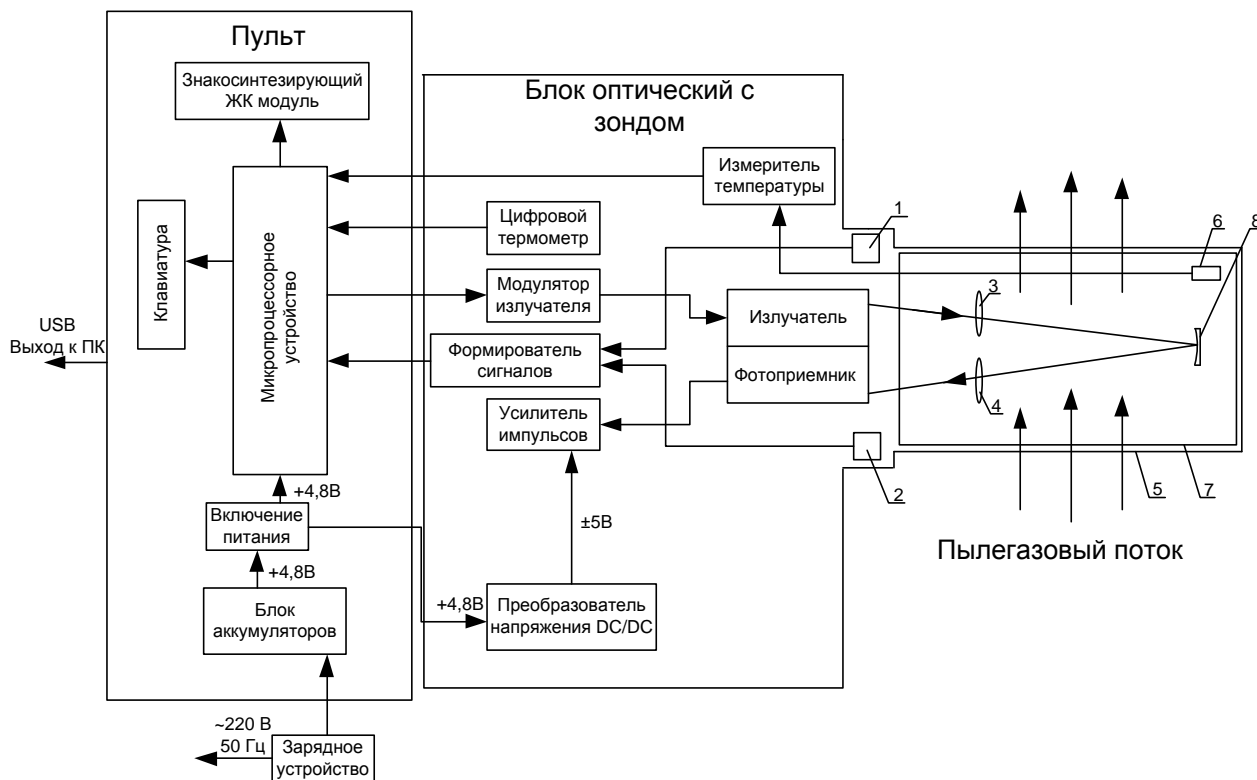 Пульт
Знакосинтезирующий
ЖК модуль
Клавиатура
Микропроцессорное
устройство
USB
Выход к ПК
+4,8В
Включение
питания
+4,8В
Блок
аккумуляторов
~220 В
50 Гц
Зарядное
устройство
Блок оптический с
зондом
Измеритель
температуры
Цифровой
термометр
Модулятор
излучателя
Формирователь
сигналов
Усилитель
импульсов
±5В
+4,8В
Преобразователь
напряжения DC/DC
Излучатель
Фотоприемник
1
2
3
4
5
6
7
8
Пылегазовый поток